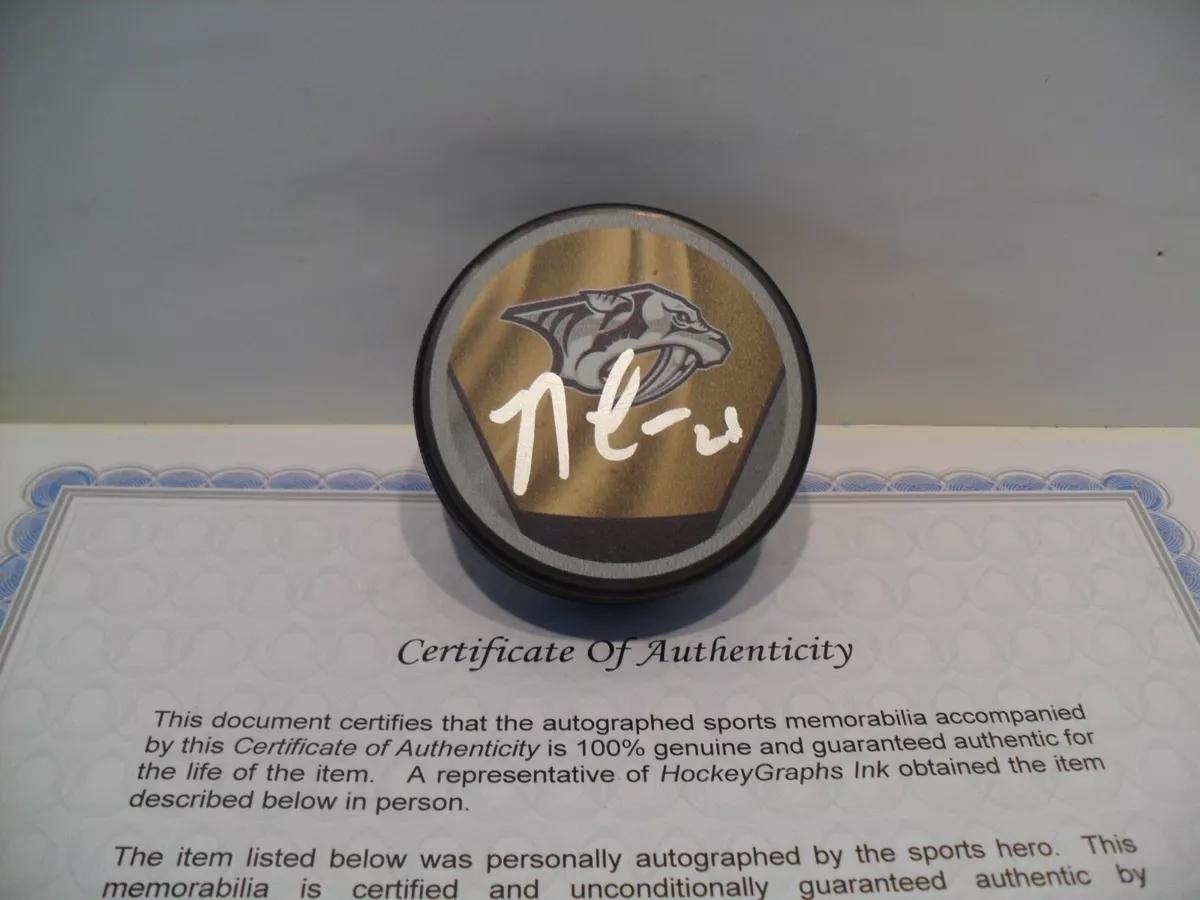 Certificate Of Authenticity
This document certifies that the autographed sports memorabilia accompanied
by this Certificate of Authenticity is 100% genuine and guaranteed authentic for
the life of the item. A representative of HockeyGraphs Ink obtained the item
described below in person.
The item listed below was personally autographed by the sports hero. This
memorabilia is certified and unconditionally guaranteed authentic by